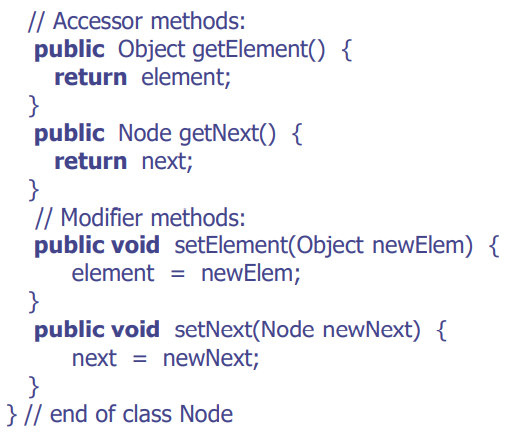 // Accessor methods:
public Object getElement() {
return element;
}
public Node getNext() {
return next;
}
// Modifier methods:
public void setElement(Object newElem) {
element = newElem;
}
public void setNext(Node newNext) {
next = newNext;
}
} // end of class Node